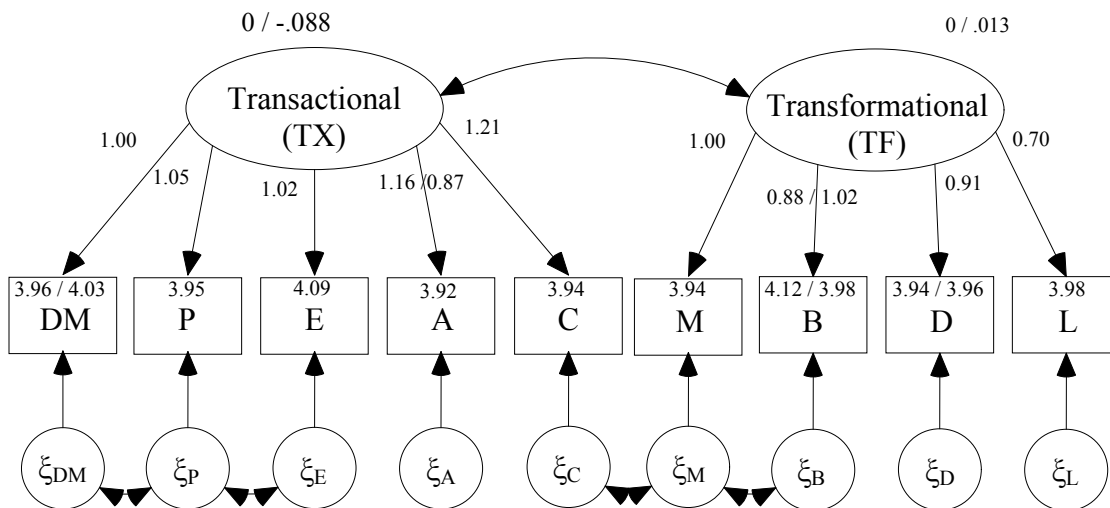 0 / -.088
0 / .013
Transactional
(TX)
Transformational
(TF)
1.00
1.05
1.02
1.16 /0.87
1.21
1.00
0.88 / 1.02
0.91
0.70
3.96 / 4.03
DM
3.95
P
4.09
E
3.92
A
3.94
C
3.94
M
4.12 / 3.98
B
3.94 / 3.96
D
3.98
L
ξDM
ξP
ξE
ξA
ξC
ξM
ξB
ξD
ξL